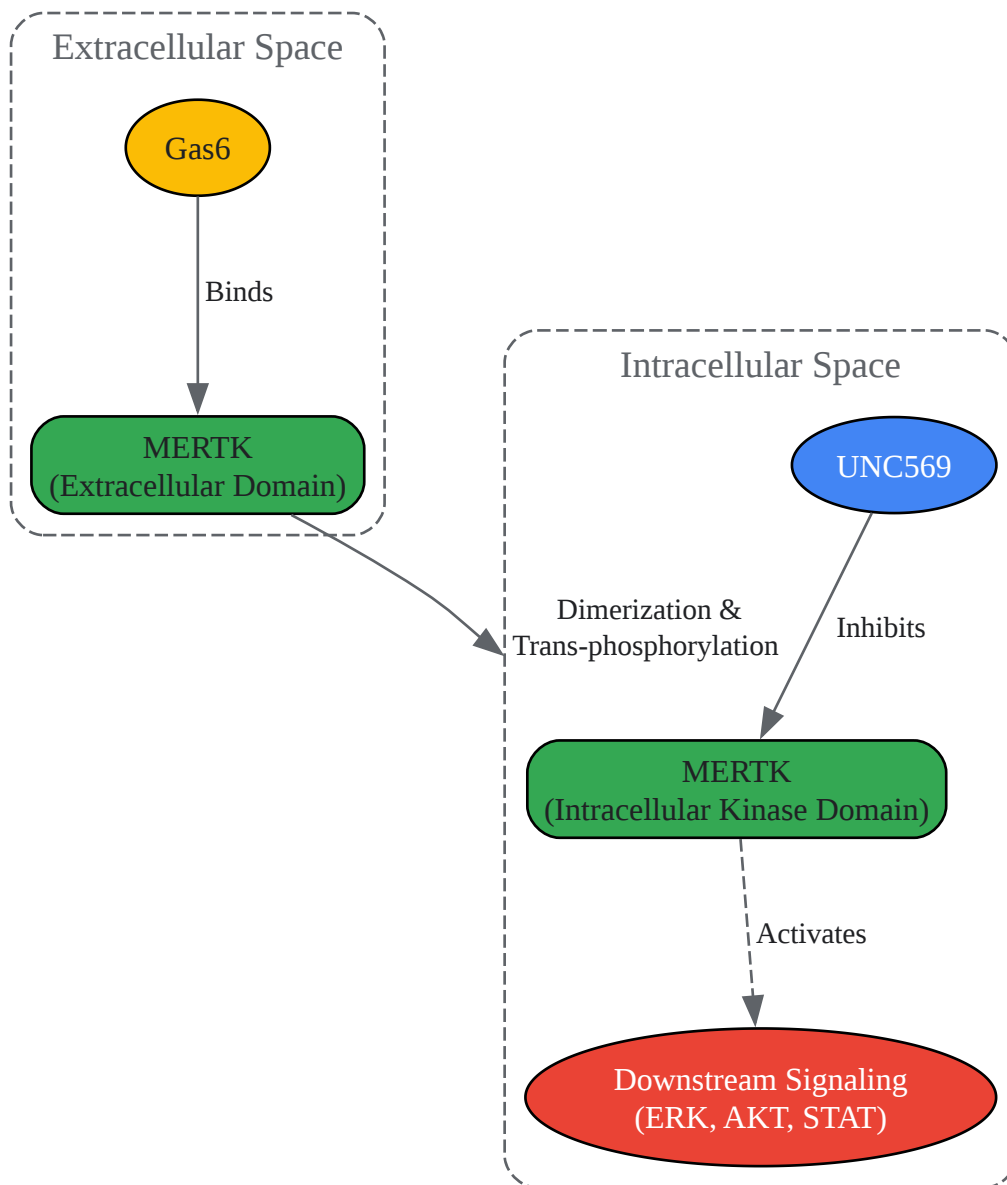 Extracellular Space
Gas6
Binds
MERTK
(Extracellular Domain)
Intracellular Space
UNC569
Dimerization &
Trans-phosphorylation
Inhibits
MERTK
(Intracellular Kinase Domain)
Activates
Downstream Signaling
(ERK, AKT, STAT)